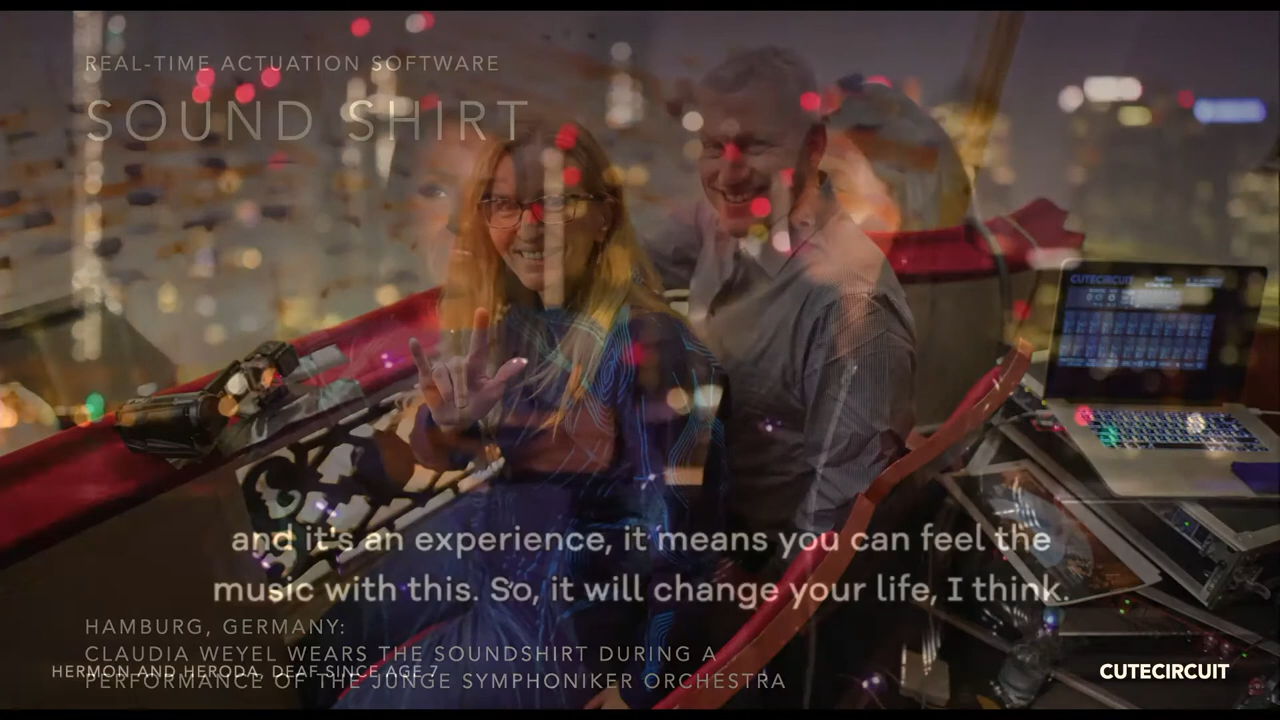 REAL-TIME ACTUATION SOFTWARE
SOUND SHIRT
CUTECIRCUIT
and it's an experience, it means you can feel the
music with this. So, it will change your life, I think.
HAMBURG, GERMANY:
CLAUDIA WEYEL WEARS THE SOUNDSHIRT DURING A
HERMON AND HERODA, DEAF SINCE AGE 7
PERFORMANCE OF THE JUNGE SYMPHONIKER ORCHESTRA
CUTECIRCUIT